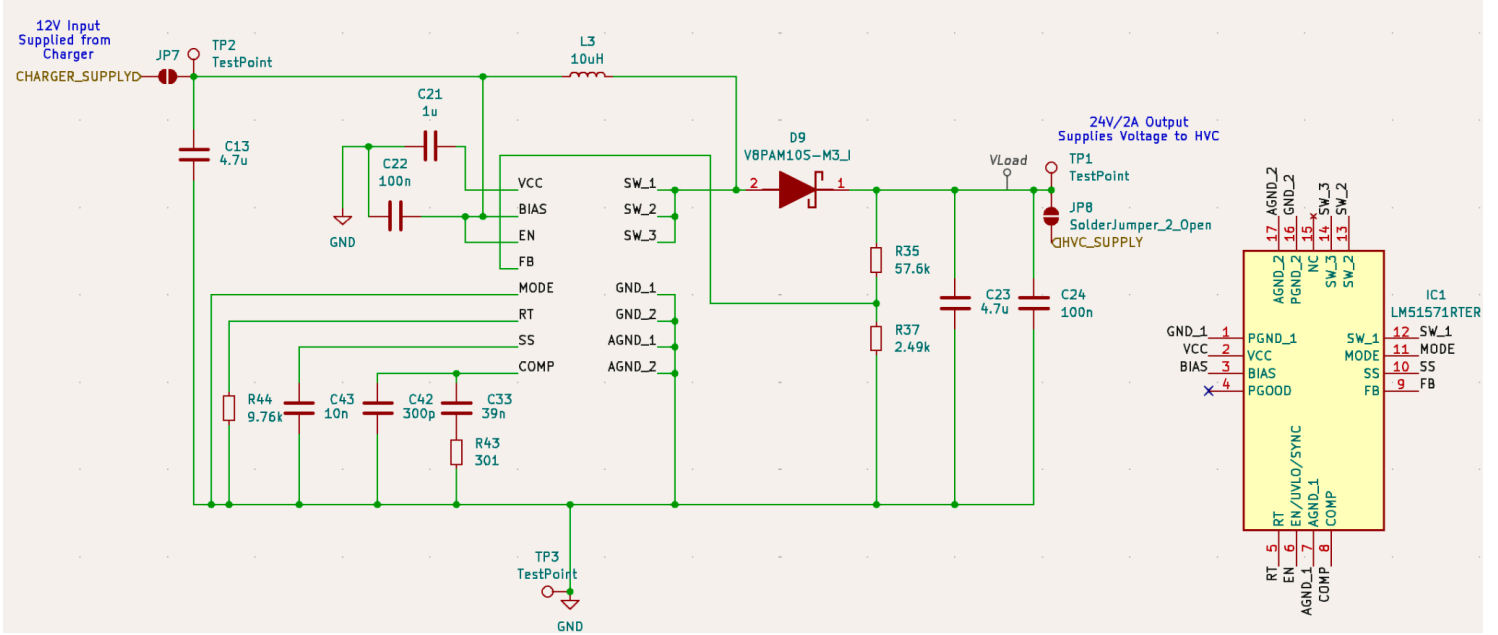 12V Input
Supplied from
Charger
CHARGER_SUPPLY
JP7
TP2
TestPoint
L3
10uH
C13
4.7u
C21
1u
C22
100n
GND
VCC
BIAS
EN
FB
MODE
RT
SS
COMP
SW_1
SW_2
SW_3
GND_1
GND_2
AGND_1
AGND_2
D9
V8PAM10S-M3_I
2
1
24V/2A Output
Supplies Voltage to HVC
VLoad
TP1
TestPoint
JP8
SolderJumper_2_Open
HVC_SUPPLY
R35
57.6k
R37
2.49k
C23
4.7u
C24
100n
R44
9.76k
C43
10n
C42
300p
C33
39n
R43
301
TP3
TestPoint
GND
AGND_2
GND_2
SW_3
SW_2
17
16
15
14
13
AGND_2
PGND_2
NC
SW_3
SW_2
IC1
LM51571RTER
GND_1 1 PGND_1
VCC 2 VCC
BIAS 3 BIAS
4 PGOOD
SW_1 12 SW_1
MODE 11 MODE
SS 10 SS
FB 9 FB
RT
EN/UVLO/SYNC
AGND_1
COMP
5
6
7
8
RT
EN
AGND_1
COMP